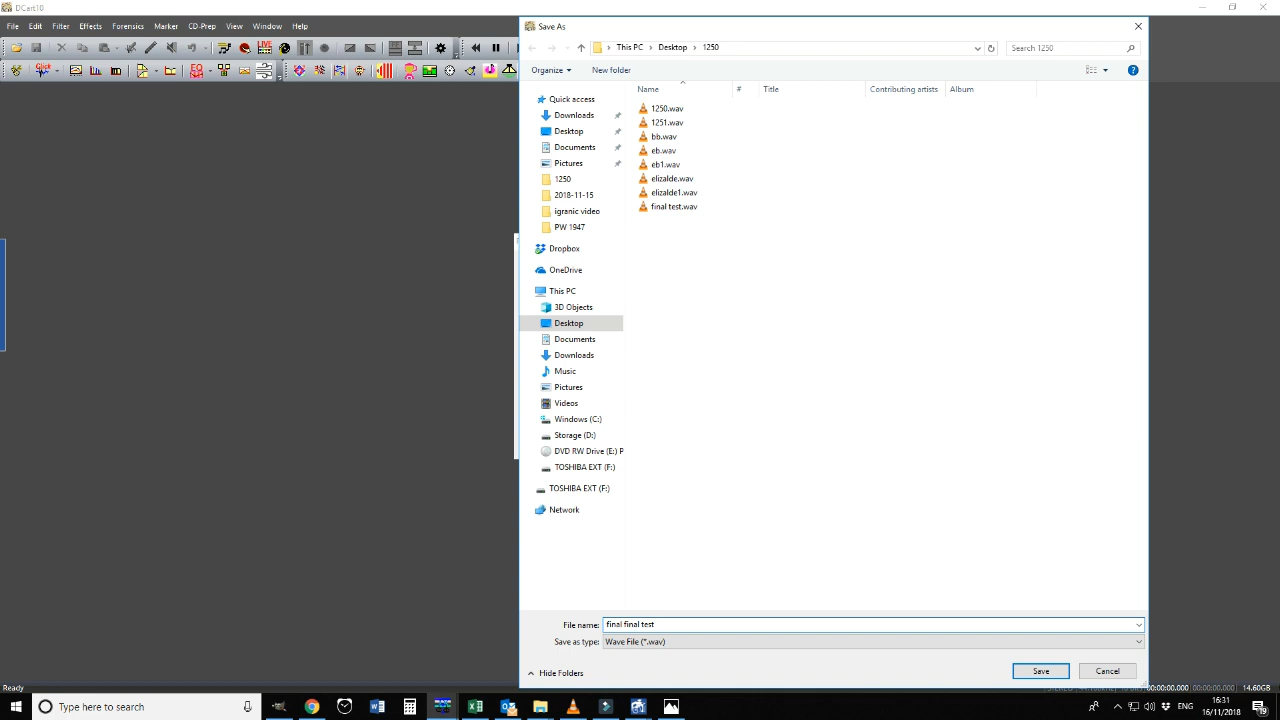 DCart10
File Edit Filter Effects Forensics Marker CD-Prep View Window Help
LIVE
Save As
This PC > Desktop > 1250
Search 1250
Organize
New folder
Name # Title Contributing artists Album
Quick access
Downloads
Desktop
Documents
Pictures
1250
2018-11-15
igranic video
PW 1947
Dropbox
OneDrive
This PC
3D Objects
Desktop
Documents
Downloads
Music
Pictures
Videos
Windows (C:)
Storage (D:)
DVD RW Drive (E:) P
TOSHIBA EXT (F:)
TOSHIBA EXT (F:)
Network
1250.wav
1251.wav
bb.wav
eb.wav
eb1.wav
elizalde.wav
elizalde1.wav
final test.wav
File name: final final test
Save as type: Wave File (*.wav)
Hide Folders
Save
Cancel
Ready
00:00:00.000 00:00:00.000 14.60GB
Type here to search
ENG
16:31
16/11/2018